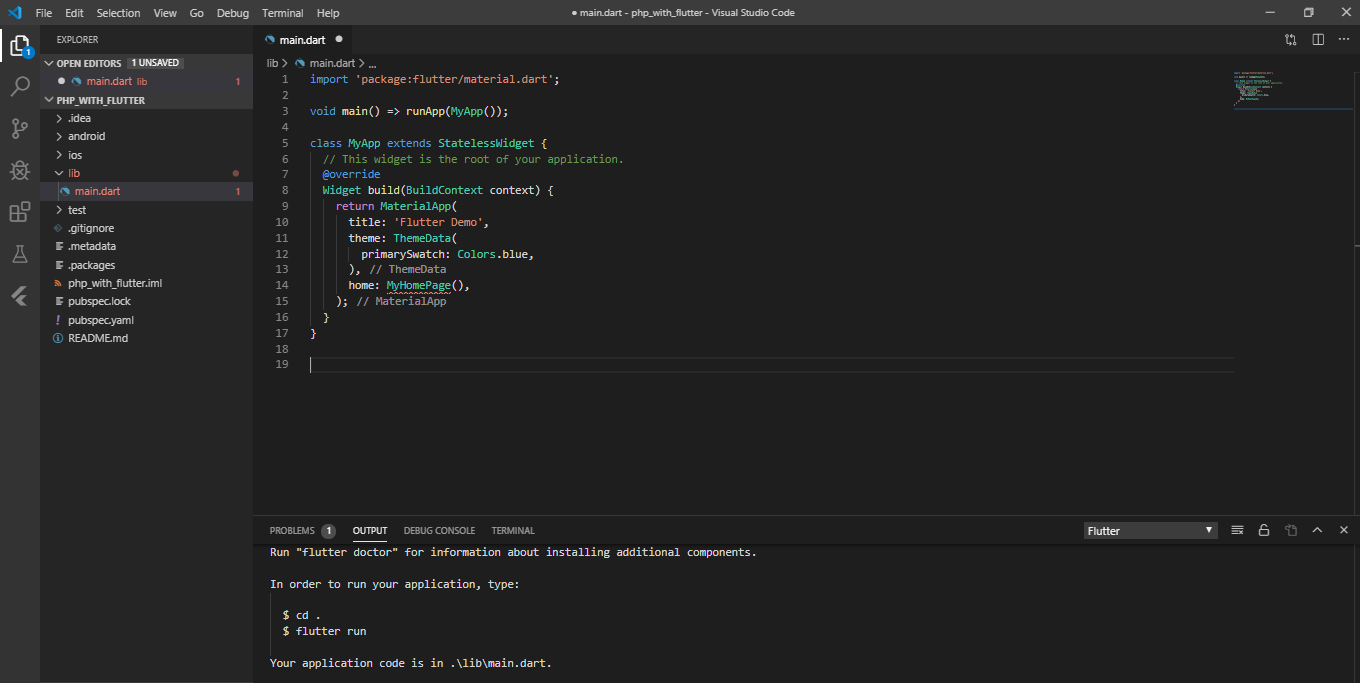 File Edit Selection View Go Debug Terminal Help
● main.dart - php_with_flutter - Visual Studio Code
EXPLORER
OPEN EDITORS 1 UNSAVED
main.dart lib 1
PHP_WITH_FLUTTER
.idea
android
ios
lib
main.dart 1
test
.gitignore
.metadata
.packages
php_with_flutter.iml
pubspec.lock
pubspec.yaml
README.md
1
main.dart
lib > main.dart > ...
1 import 'package:flutter/material.dart';
2
3 void main() => runApp(MyApp());
4
5 class MyApp extends StatelessWidget {
6 // This widget is the root of your application.
7 @override
8 Widget build(BuildContext context) {
9 return MaterialApp(
10 title: 'Flutter Demo',
11 theme: ThemeData(
12 primarySwatch: Colors.blue,
13 ), // ThemeData
14 home: MyHomePage(),
15 ); // MaterialApp
16 }
17 }
18
19
PROBLEMS 1 OUTPUT DEBUG CONSOLE TERMINAL Flutter
Run "flutter doctor" for information about installing additional components.
In order to run your application, type:
$ cd .
$ flutter run
Your application code is in .\lib\main.dart.